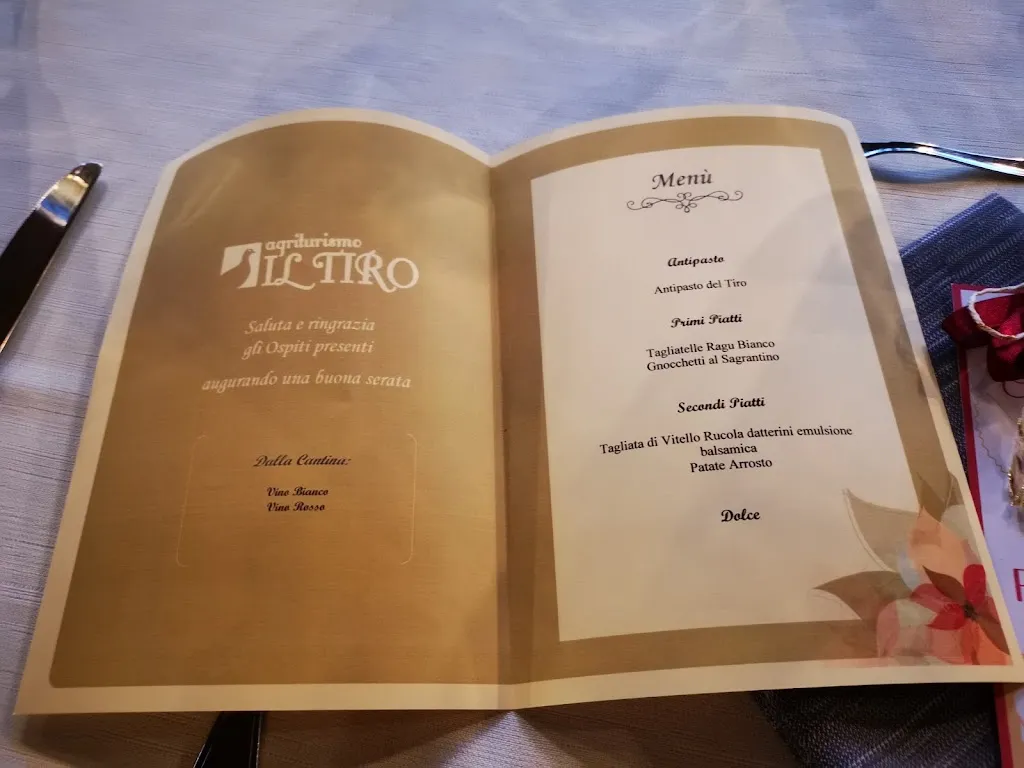 agriturismo
IL TIRO
Saluta e ringrazia
gli Ospiti presenti
augurando una buona serata
Dalla Cantina:
Vino Bianco
Vino Rosso
Menù
Antipasto
Antipasto del Tiro
Primi Piatti
Tagliatelle Ragu Bianco
Gnocchetti al Sagrantino
Secondi Piatti
Tagliata di Vitello Rucola datterini emulsione
balsamica
Patate Arrosto
Dolce